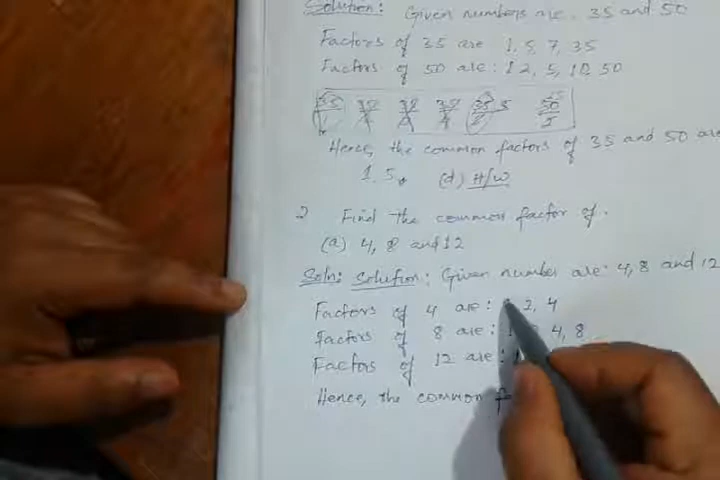 Solution: Given numbers are. 35 and 50
Factors of 35 are 1, 5, 7, 35
Factors of 50 are: 1 2, 5, 10, 50
Hence, the common factors of 35 and 50 are
1, 5. (d) H/W
2 Find the common factor of.
(a) 4, 8 and 12
Soln: Solution: Given number are: 4, 8 and 12
Factors of 4 are: 2, 4
Factors of 8 are: 1 4, 8
Factors of 12 are:
Hence, the common